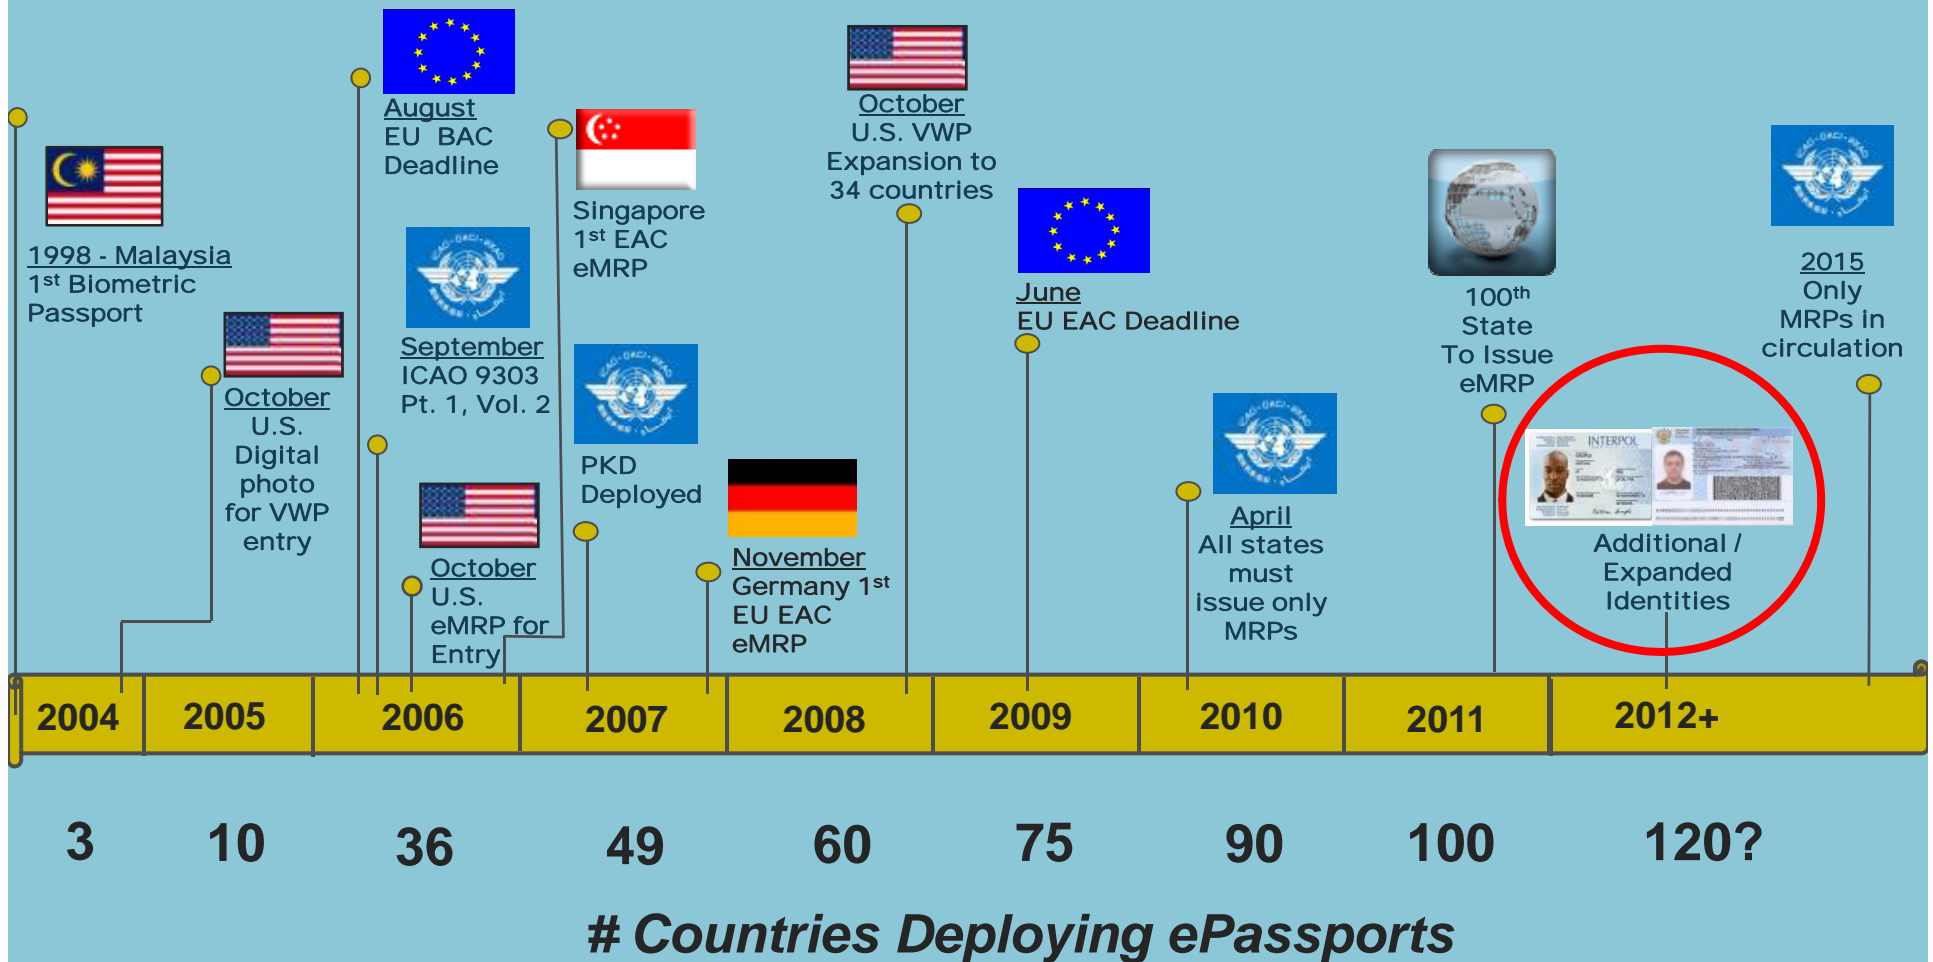 1998 - Malaysia
1st Biometric
Passport
October
U.S.
Digital
photo
for VWP
entry
August
EU BAC
Deadline
September
ICAO 9303
Pt. 1, Vol. 2
October
U.S.
eMRP for
Entry
Singapore
1st EAC
eMRP
PKD
Deployed
November
Germany 1st
EU EAC
eMRP
October
U.S. VWP
Expansion to
34 countries
June
EU EAC Deadline
April
All states
must
issue only
MRPs
100th
State
To Issue
eMRP
INTERPOL
Additional /
Expanded
Identities
2015
Only
MRPs in
circulation
2004 2005 2006 2007 2008 2009 2010 2011 2012+
3 10 36 49 60 75 90 100 120?
# Countries Deploying ePassports